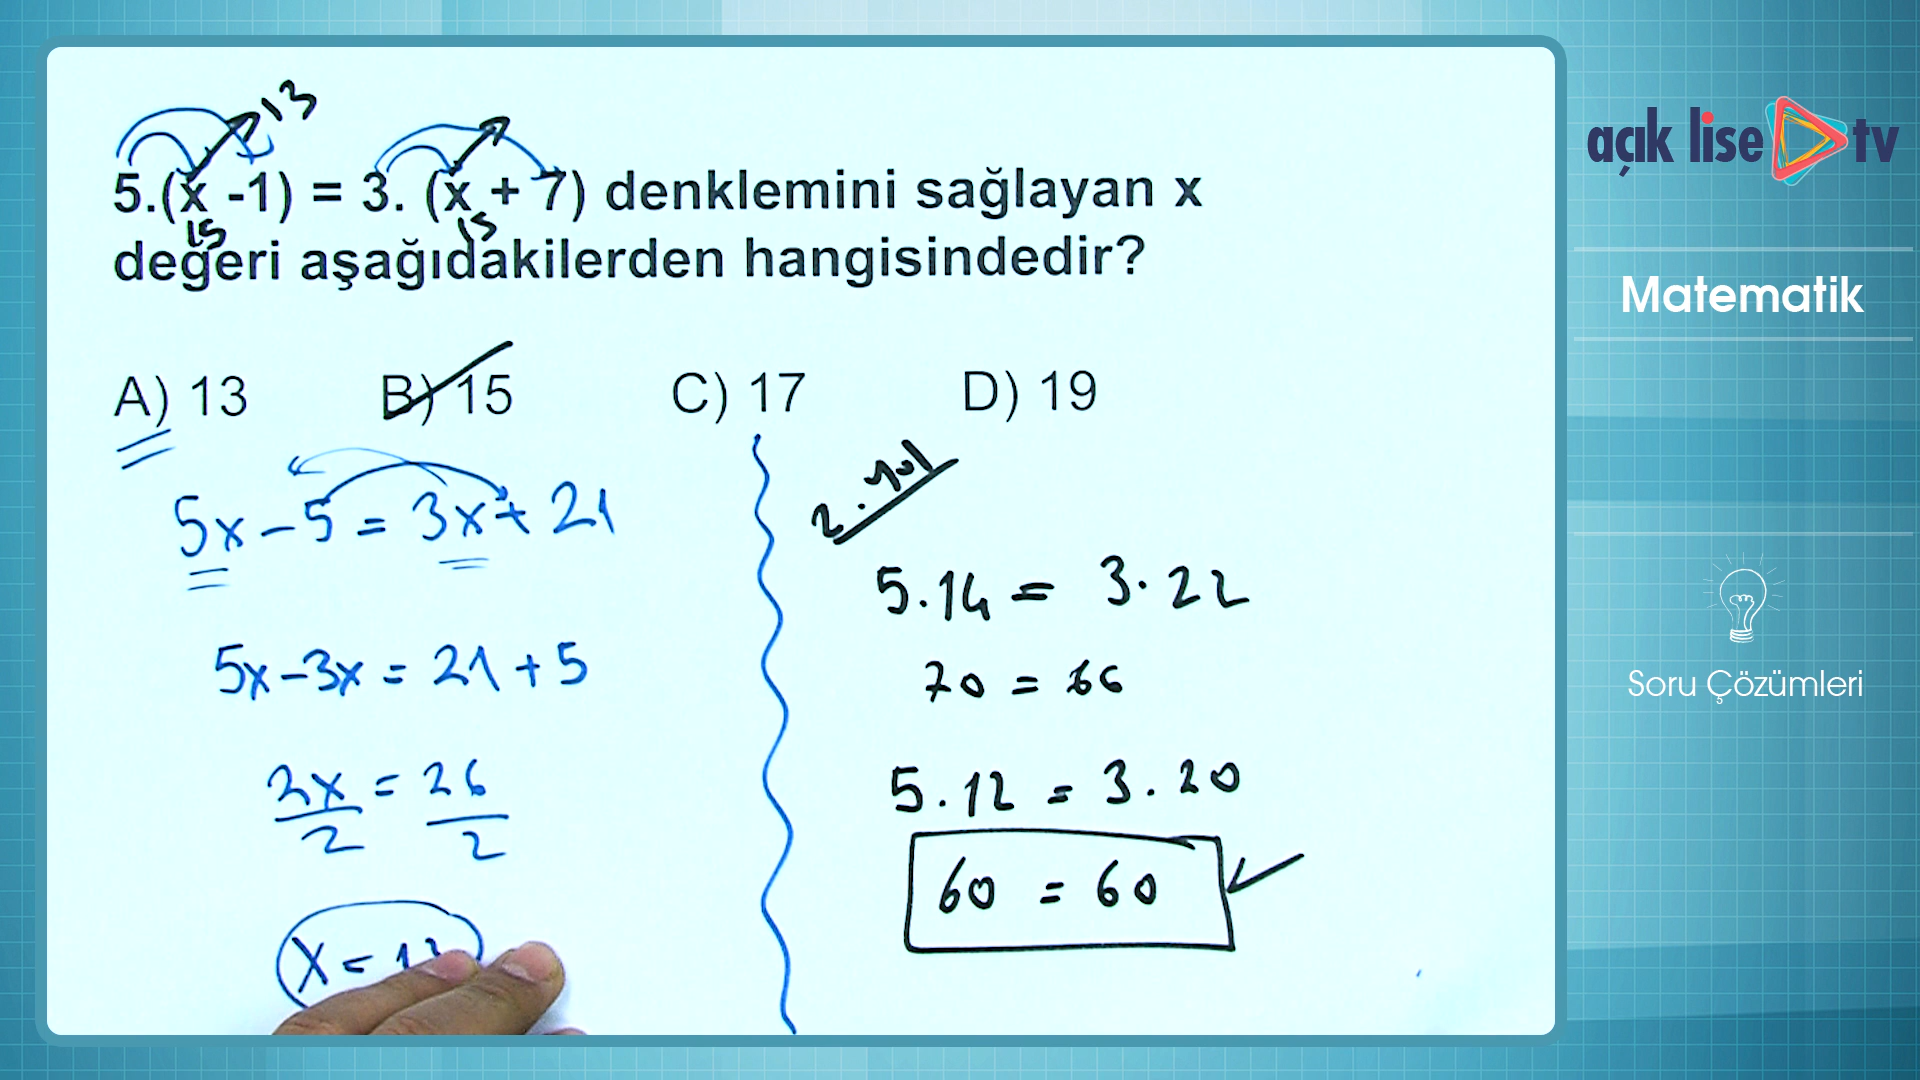 13
5.(x -1) = 3. (x + 7) denklemini sağlayan x
15 15
değeri aşağıdakilerden hangisindedir?
A) 13 B) 15 C) 17 D) 19
5x - 5 = 3x + 21
5x - 3x = 21 + 5
2x = 26
2 2
x = 13
2. yol
5.14 = 3.22
70 = 66
5.12 = 3.20
60 = 60
açık lise tv
Matematik
Soru Çözümleri